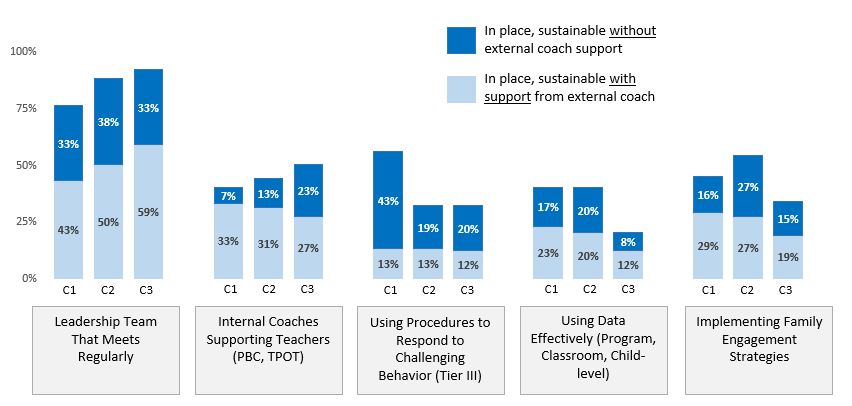 In place, sustainable without
external coach support
In place, sustainable with
support from external coach
100%
75%
50%
25%
0%
33%
43%
38%
50%
33%
59%
7%
33%
13%
31%
23%
27%
43%
13%
19%
13%
20%
12%
17%
23%
20%
20%
8%
12%
16%
29%
27%
27%
15%
19%
C1 C2 C3
C1 C2 C3
C1 C2 C3
C1 C2 C3
C1 C2 C3
Leadership Team
That Meets
Regularly
Internal Coaches
Supporting Teachers
(PBC, TPOT)
Using Procedures to
Respond to
Challenging
Behavior (Tier III)
Using Data
Effectively (Program,
Classroom, Child-
level)
Implementing Family
Engagement
Strategies